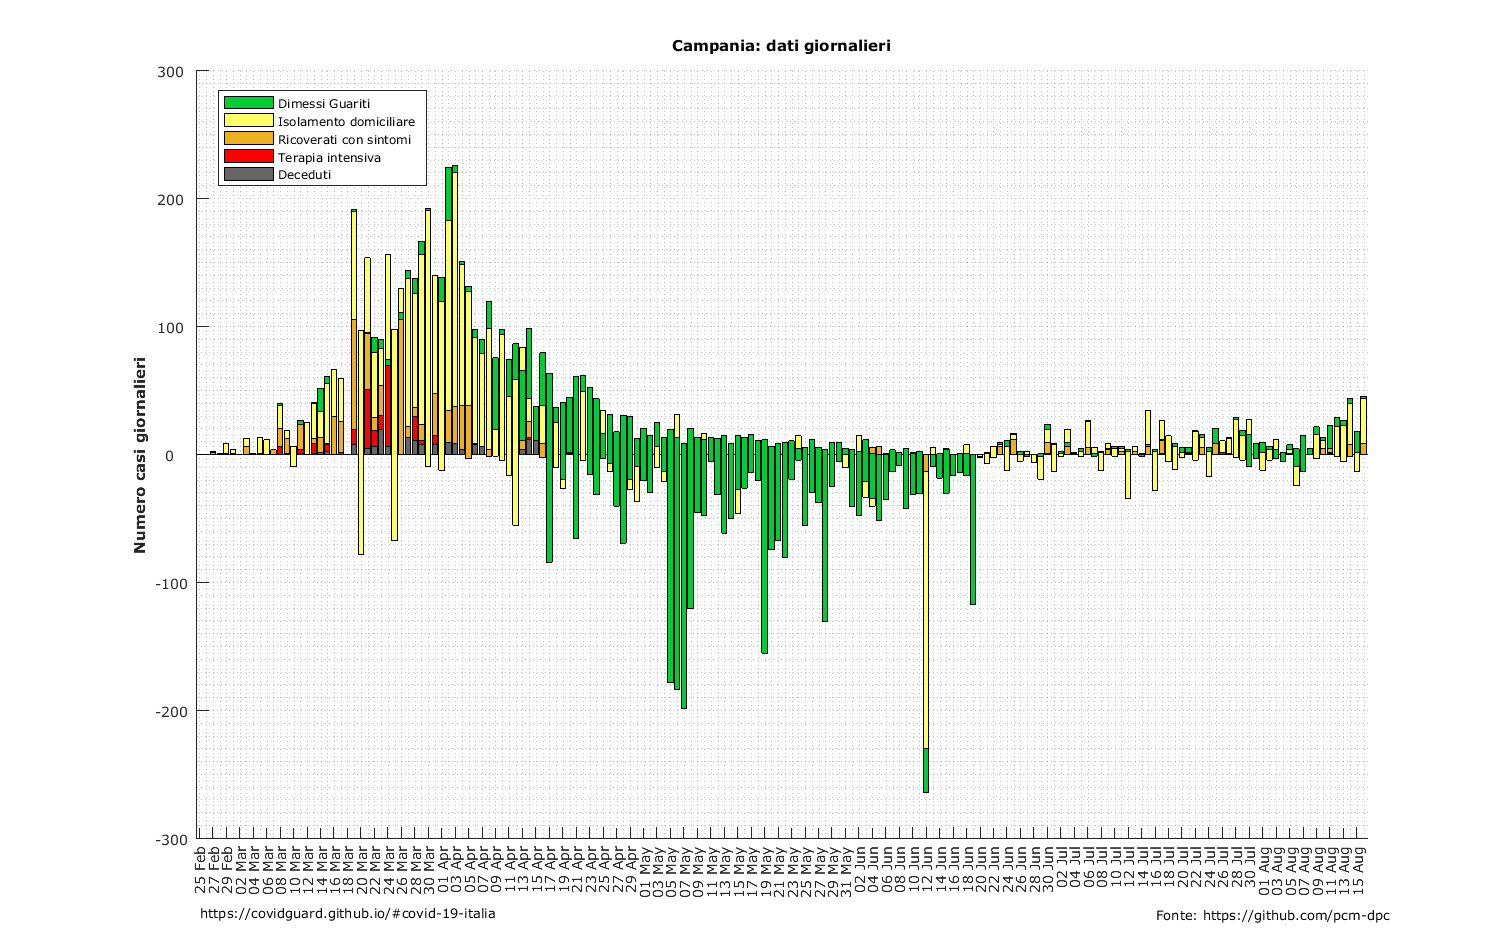 Campania: dati giornalieri
300
200
100
0
-100
-200
-300
Numero casi giornalieri
Dimessi Guariti
Isolamento domiciliare
Ricoverati con sintomi
Terapia intensiva
Deceduti
25 Feb
27 Feb
29 Feb
02 Mar
04 Mar
06 Mar
08 Mar
10 Mar
12 Mar
14 Mar
16 Mar
18 Mar
20 Mar
22 Mar
24 Mar
26 Mar
28 Mar
30 Mar
01 Apr
03 Apr
05 Apr
07 Apr
09 Apr
11 Apr
13 Apr
15 Apr
17 Apr
19 Apr
21 Apr
23 Apr
25 Apr
27 Apr
29 Apr
01 May
03 May
05 May
07 May
09 May
11 May
13 May
15 May
17 May
19 May
21 May
23 May
25 May
27 May
29 May
31 May
02 Jun
04 Jun
06 Jun
08 Jun
10 Jun
12 Jun
14 Jun
16 Jun
18 Jun
20 Jun
22 Jun
24 Jun
26 Jun
28 Jun
30 Jun
02 Jul
04 Jul
06 Jul
08 Jul
10 Jul
12 Jul
14 Jul
16 Jul
18 Jul
20 Jul
22 Jul
24 Jul
26 Jul
28 Jul
30 Jul
01 Aug
03 Aug
05 Aug
07 Aug
09 Aug
11 Aug
13 Aug
15 Aug
https://covidguard.github.io/#covid-19-italia
Fonte: https://github.com/pcm-dpc